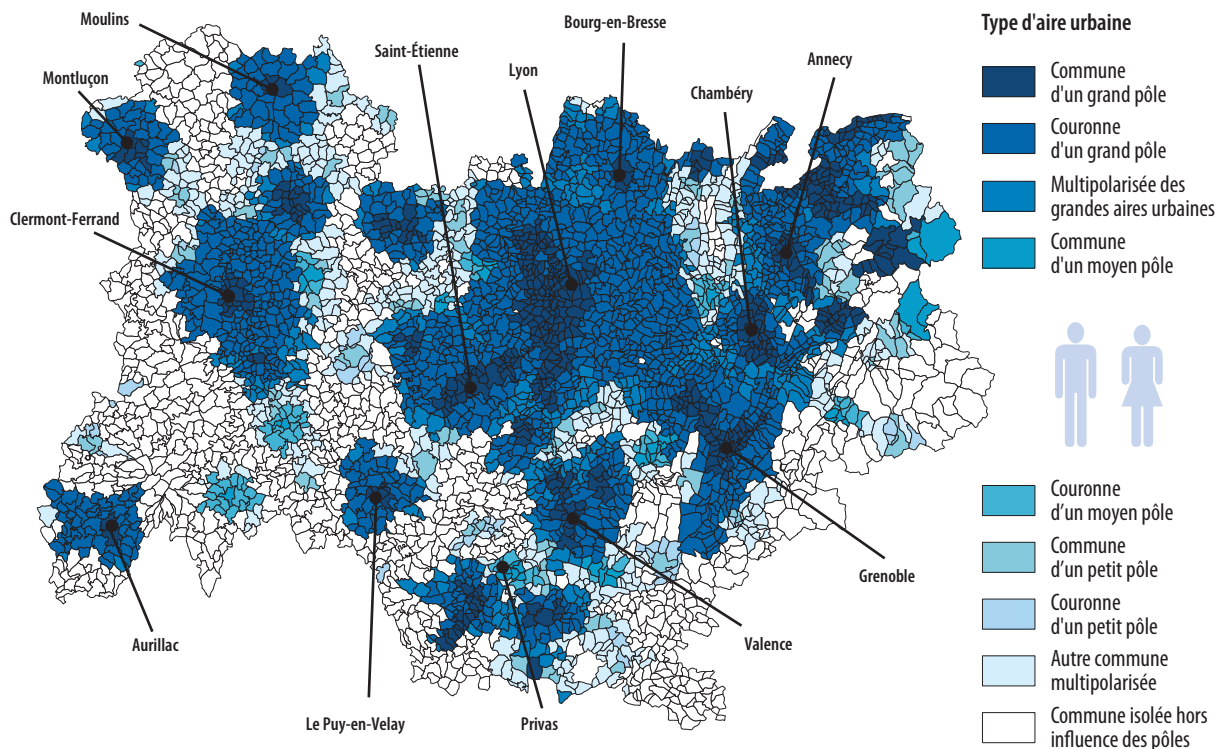 Moulins
Montluçon
Clermont-Ferrand
Saint-Étienne
Lyon
Bourg-en-Bresse
Chambéry
Annecy
Aurillac
Le Puy-en-Velay
Privas
Valence
Grenoble
Type d'aire urbaine
Commune
d'un grand pôle
Couronne
d'un grand pôle
Multipolarisée des
grandes aires urbaines
Commune
d'un moyen pôle
Couronne
d'un moyen pôle
Commune
d'un petit pôle
Couronne
d'un petit pôle
Autre commune
multipolarisée
Commune isolée hors
influence des pôles